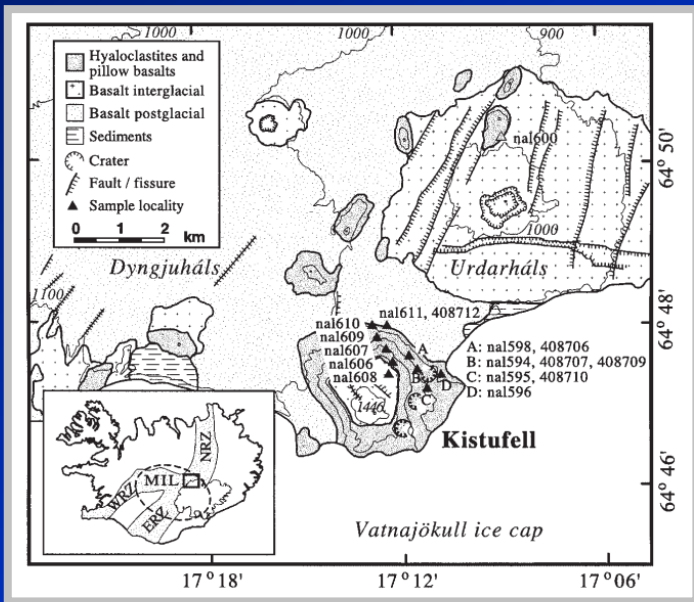 1000
1000
900
Hyaloclastites and
pillow basalts
Basalt interglacial
Basalt postglacial
Sediments
Crater
Fault / fissure
Sample locality
0 1 2
km
nal600
64° 50'
1000
Dyngjuháls
Urdarháls
1100
64° 48'
nal611, 408712
nal610
nal609
nal607
nal606
nal608
A
B
C
D
A: nal598, 408706
B: nal594, 408707, 408709
C: nal595, 408710
D: nal596
1446
Kistufell
64° 46'
NRZ
MIL
WRZ
ERZ
Vatnajökull ice cap
17° 18'
17° 12'
17° 06'